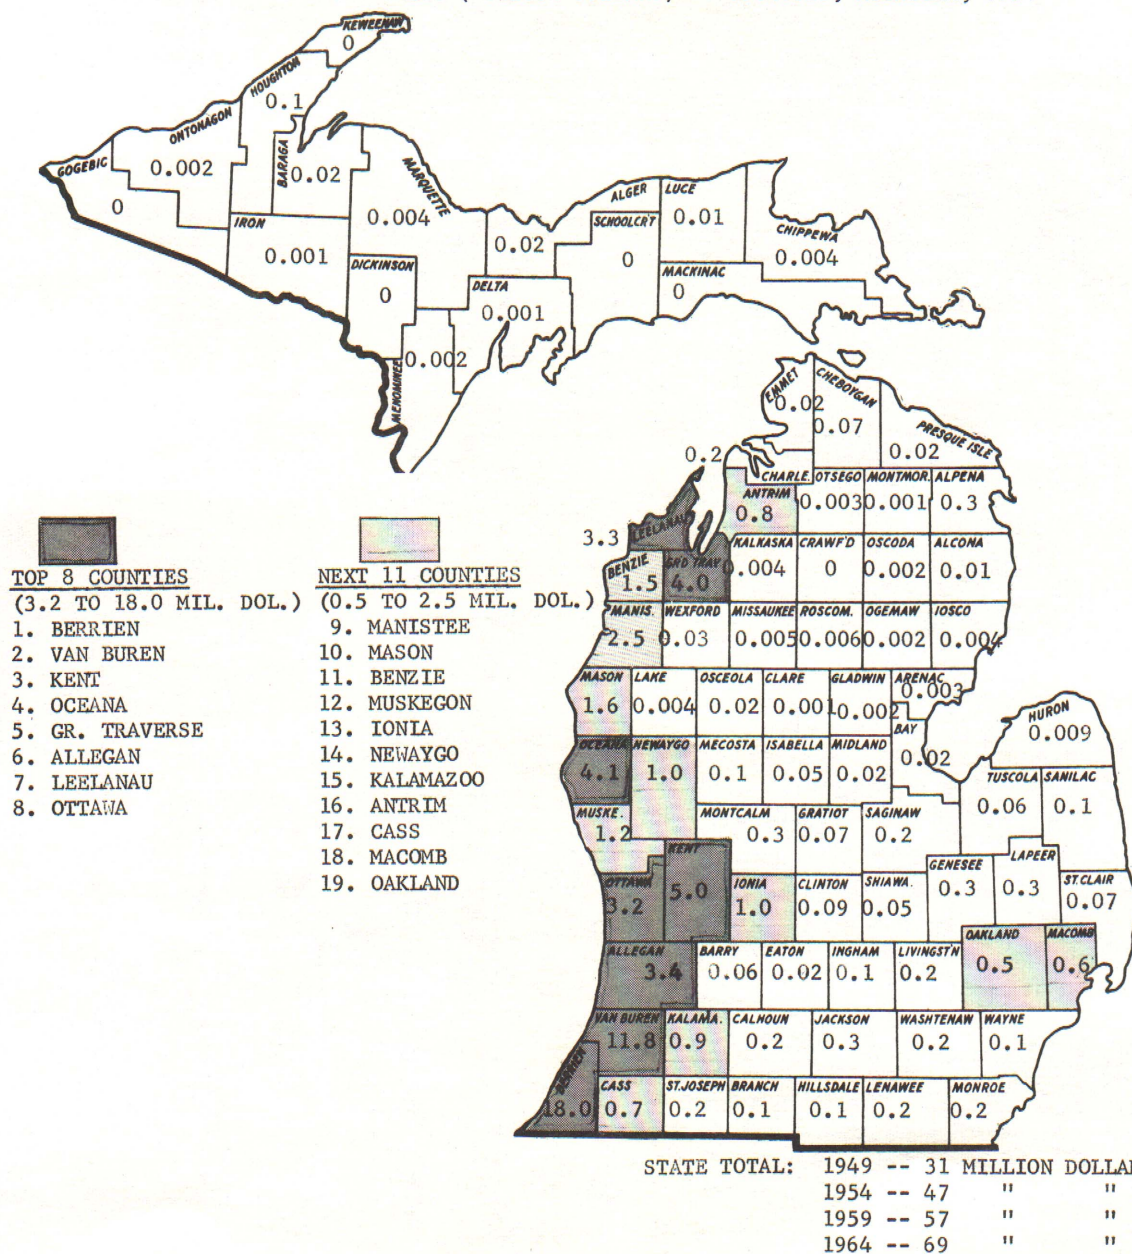 KEWEENAW
0
HOUGHTON
0.1
ONTONAGON
0.002
BARAGA
0.02
GOGEBIC
0
MARQUETTE
0.004
IRON
0.001
DICKINSON
0
0.02
ALGER
LUCE
0.01
SCHOOLCR'T
0
CHIPPEWA
0.004
MACKINAC
0
DELTA
0.001
MENOMINEE
0.002
EMMET
0.02
CHEBOYGAN
0.07
PRESQUE ISLE
0.02
0.2
CHARLE. OTSEGO MONTMOR. ALPENA
ANTRIM
0.8 0.003 0.001 0.3
3.3 LEELANAU
KALKASKA CRAWF'D OSCODA ALCONA
BENZIE GRD TRAV
1.5 4.0 0.004 0 0.002 0.01
MANIS. WEXFORD MISSAUKEE ROSCOM. OGEMAW IOSCO
2.5 0.03 0.005 0.006 0.002 0.004
MASON LAKE OSCEOLA CLARE GLADWIN ARENAC
1.6 0.004 0.02 0.001 0.002 0.003
HURON
0.009
OCEANA NEWAYGO MECOSTA ISABELLA MIDLAND BAY
4.1 1.0 0.1 0.05 0.02 0.02
TUSCOLA SANILAC
0.06 0.1
MUSKE. MONTCALM GRATIOT SAGINAW
1.2 0.3 0.07 0.2
KENT
5.0
OTTAWA
3.2
IONIA CLINTON SHIAWA. GENESEE LAPEER ST.CLAIR
1.0 0.09 0.05 0.3 0.3 0.07
ALLEGAN BARRY EATON INGHAM LIVINGST'N OAKLAND MACOMB
3.4 0.06 0.02 0.1 0.2 0.5 0.6
VAN BUREN KALAMA. CALHOUN JACKSON WASHTENAW WAYNE
11.8 0.9 0.2 0.3 0.2 0.1
BERRIEN CASS ST.JOSEPH BRANCH HILLSDALE LENAWEE MONROE
18.0 0.7 0.2 0.1 0.1 0.2 0.2
TOP 8 COUNTIES
(3.2 TO 18.0 MIL. DOL.)
1. BERRIEN
2. VAN BUREN
3. KENT
4. OCEANA
5. GR. TRAVERSE
6. ALLEGAN
7. LEELANAU
8. OTTAWA
NEXT 11 COUNTIES
(0.5 TO 2.5 MIL. DOL.)
9. MANISTEE
10. MASON
11. BENZIE
12. MUSKEGON
13. IONIA
14. NEWAYGO
15. KALAMAZOO
16. ANTRIM
17. CASS
18. MACOMB
19. OAKLAND
STATE TOTAL: 1949 -- 31 MILLION DOLLA
1954 -- 47 " "
1959 -- 57 " "
1964 -- 69 " "